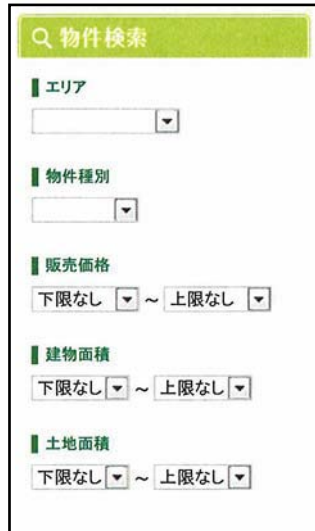 物件検索
エリア
物件種別
販売価格
下限なし ~ 上限なし
建物面積
下限なし ~ 上限なし
土地面積
下限なし ~ 上限なし